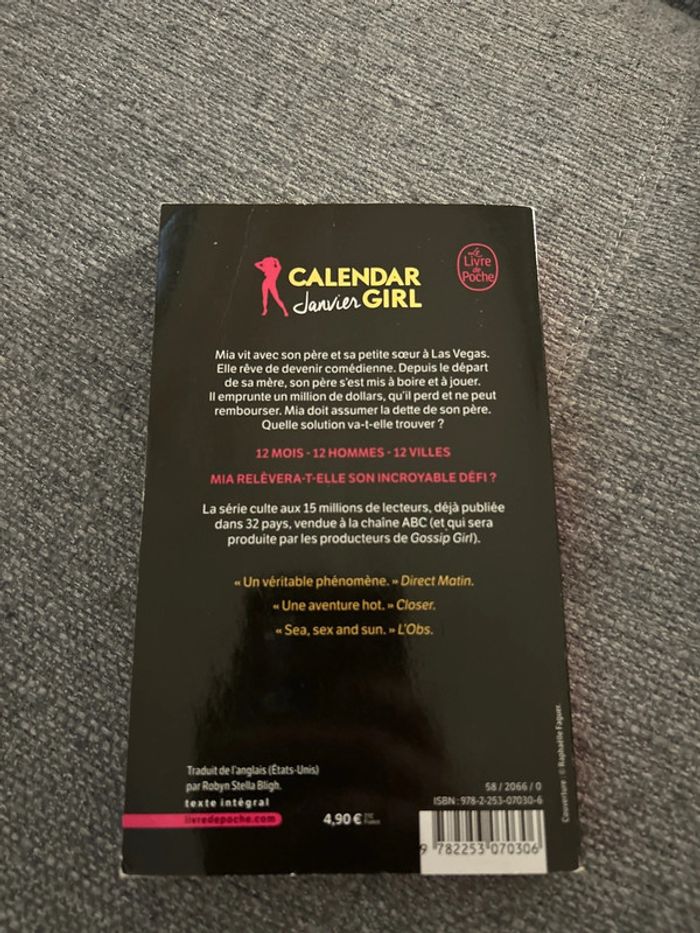 CALENDAR
Janvier GIRL
Le
Livre
de
Poche
Mia vit avec son père et sa petite sœur à Las Vegas.
Elle rêve de devenir comédienne. Depuis le départ
de sa mère, son père s'est mis à boire et à jouer.
Il emprunte un million de dollars, qu'il perd et ne peut
rembourser. Mia doit assumer la dette de son père.
Quelle solution va-t-elle trouver ?
12 MOIS - 12 HOMMES - 12 VILLES
MIA RELÈVERA-T-ELLE SON INCROYABLE DÉFI ?
La série culte aux 15 millions de lecteurs, déjà publiée
dans 32 pays, vendue à la chaîne ABC (et qui sera
produite par les producteurs de Gossip Girl).
« Un véritable phénomène. » Direct Matin.
« Une aventure hot. » Closer.
« Sea, sex and sun. » L'Obs.
Traduit de l'anglais (États-Unis)
par Robyn Stella Bligh.
texte intégral
livredepoche.com
4,90 €
58 / 2066 / 0
ISBN : 978-2-253-07030-6
9 782253 070306
Couverture : © Raphaëlle Faguer.